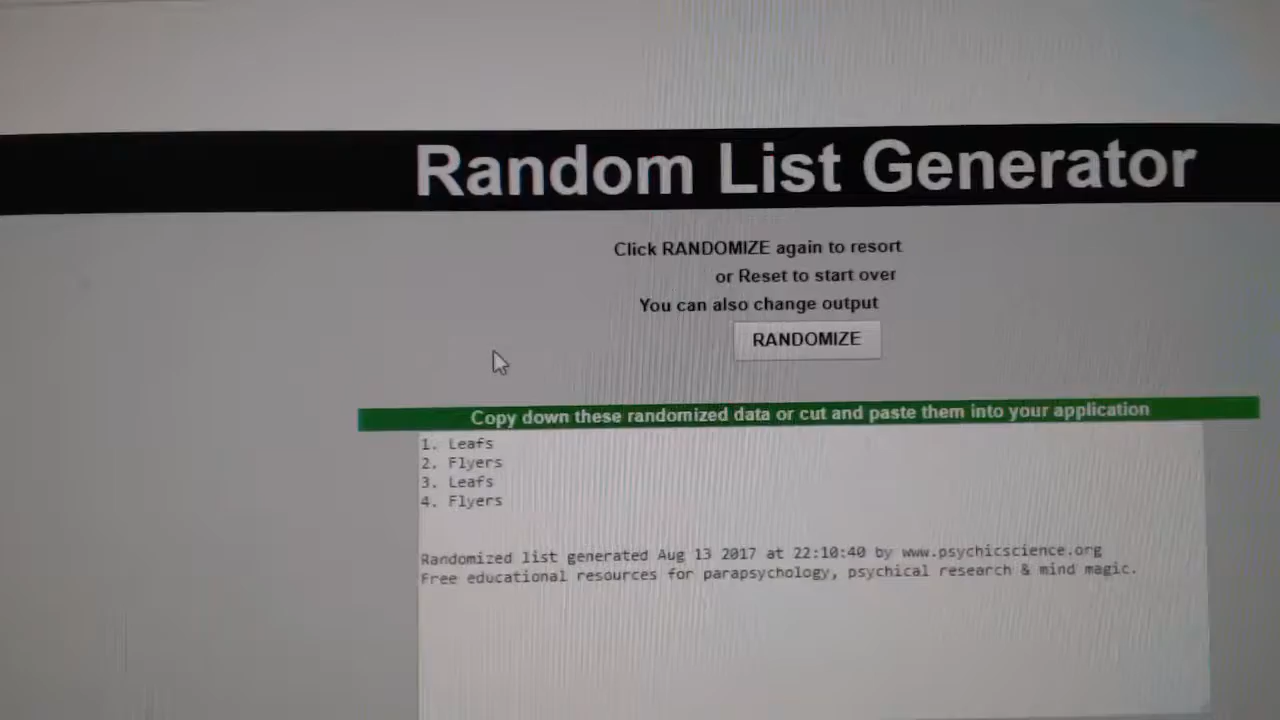 Random List Generator
Click RANDOMIZE again to resort
or Reset to start over
You can also change output
RANDOMIZE
Copy down these randomized data or cut and paste them into your application
1. Leafs
2. Flyers
3. Leafs
4. Flyers
Randomized list generated Aug 13 2017 at 22:10:40 by www.psychicscience.org
Free educational resources for parapsychology, psychical research & mind magic.